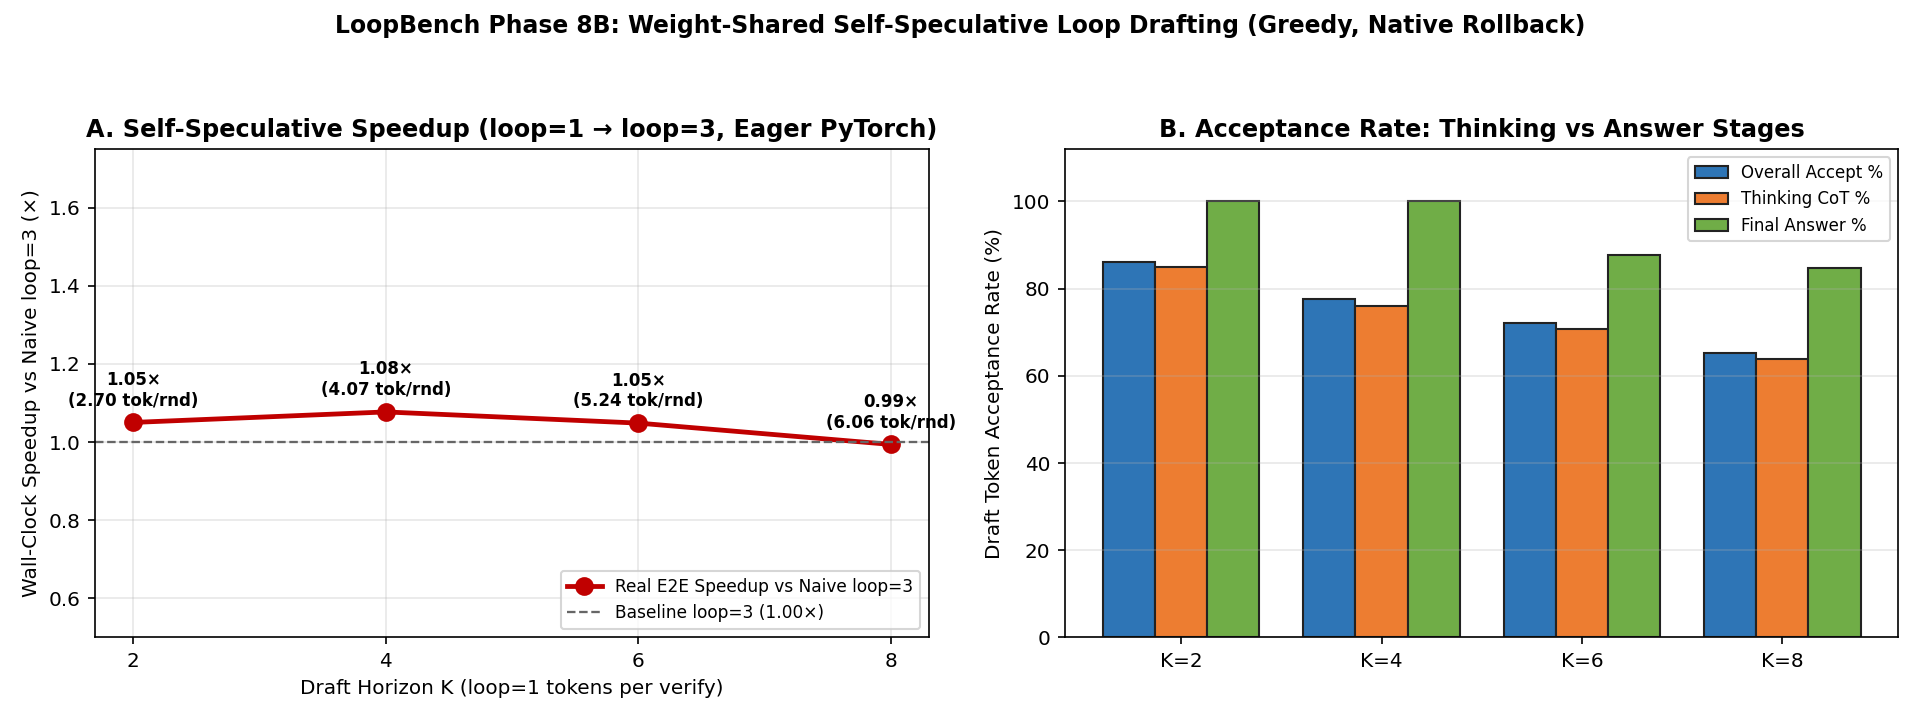 LoopBench Phase 8B: Weight-Shared Self-Speculative Loop Drafting (Greedy, Native Rollback)
A. Self-Speculative Speedup (loop=1 → loop=3, Eager PyTorch)
Wall-Clock Speedup vs Naive loop=3 (×)
1.6
1.4
1.2
1.0
0.8
0.6
1.05×
(2.70 tok/rnd)
1.08×
(4.07 tok/rnd)
1.05×
(5.24 tok/rnd)
0.99×
(6.06 tok/rnd)
Real E2E Speedup vs Naive loop=3
Baseline loop=3 (1.00×)
2
4
6
8
Draft Horizon K (loop=1 tokens per verify)
B. Acceptance Rate: Thinking vs Answer Stages
Draft Token Acceptance Rate (%)
100
80
60
40
20
0
Overall Accept %
Thinking CoT %
Final Answer %
K=2
K=4
K=6
K=8